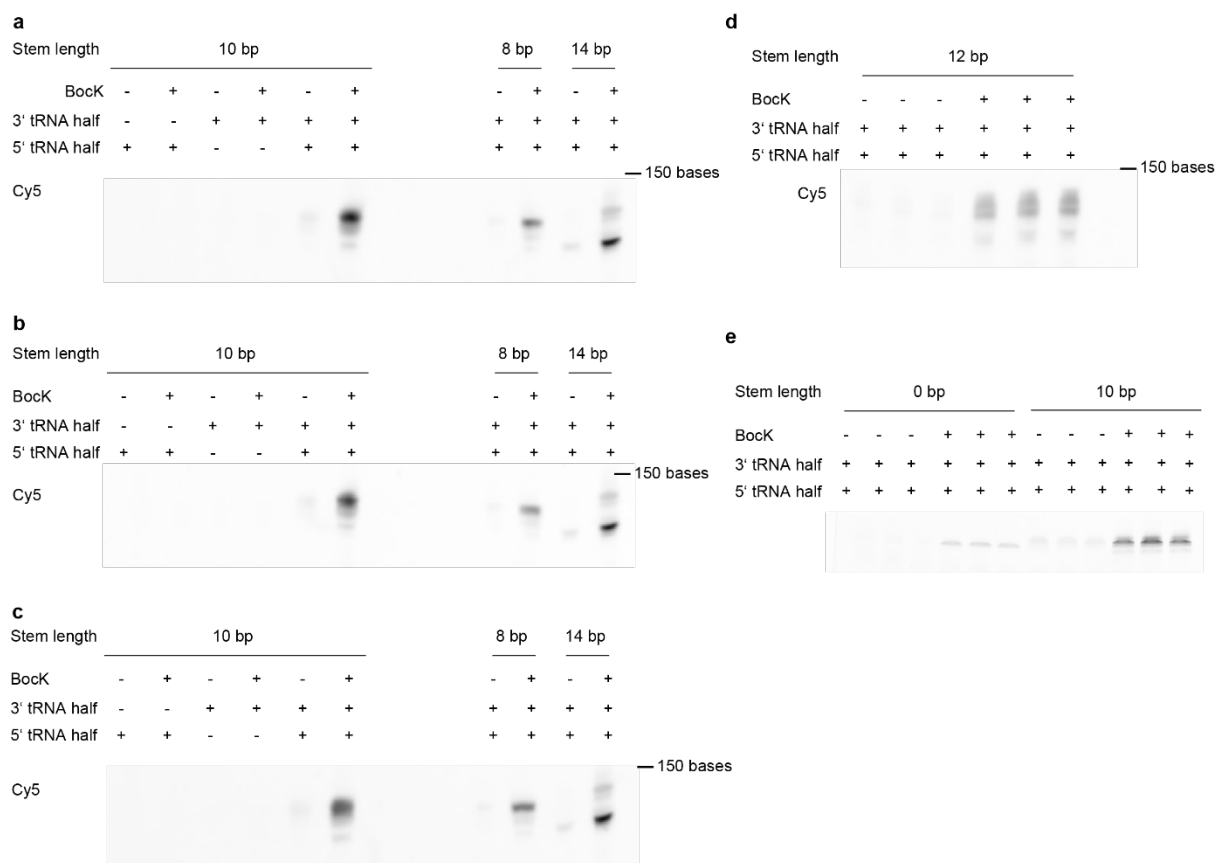 a
Stem length 10 bp 8 bp 14 bp
BocK - + - + - + - + - +
3‘ tRNA half - - + + + + + + + +
5‘ tRNA half + + - - + + + + + +
150 bases
Cy5
b
Stem length 10 bp 8 bp 14 bp
BocK - + - + - + - + - +
3‘ tRNA half - - + + + + + + + +
5‘ tRNA half + + - - + + + + + +
150 bases
Cy5
c
Stem length 10 bp 8 bp 14 bp
BocK - + - + - + - + - +
3‘ tRNA half - - + + + + + + + +
5‘ tRNA half + + - - + + + + + +
150 bases
Cy5
d
Stem length 12 bp
BocK - - - + + +
3‘ tRNA half + + + + + +
5‘ tRNA half + + + + + +
150 bases
Cy5
e
Stem length 0 bp 10 bp
BocK - - - + + + - - - + + +
3‘ tRNA half + + + + + + + + + + + +
5‘ tRNA half + + + + + + + + + + + +